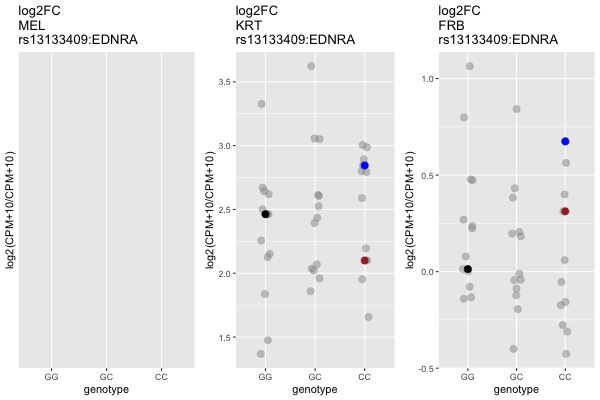 log2FC
MEL
rs13133409:EDNRA
log2(CPM+10/CPM+10)
GG GC CC
genotype
log2FC
KRT
rs13133409:EDNRA
log2(CPM+10/CPM+10)
3.5
3.0
2.5
2.0
1.5
GG GC CC
genotype
log2FC
FRB
rs13133409:EDNRA
log2(CPM+10/CPM+10)
1.0
0.5
0.0
-0.5
GG GC CC
genotype